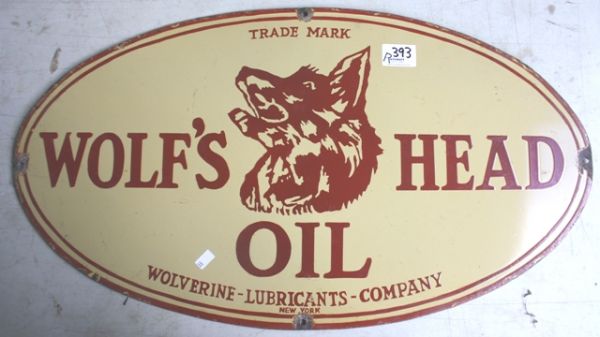 TRADE MARK
393
WOLF'S HEAD
OIL
WOLVERINE-LUBRICANTS-COMPANY
NEW YORK